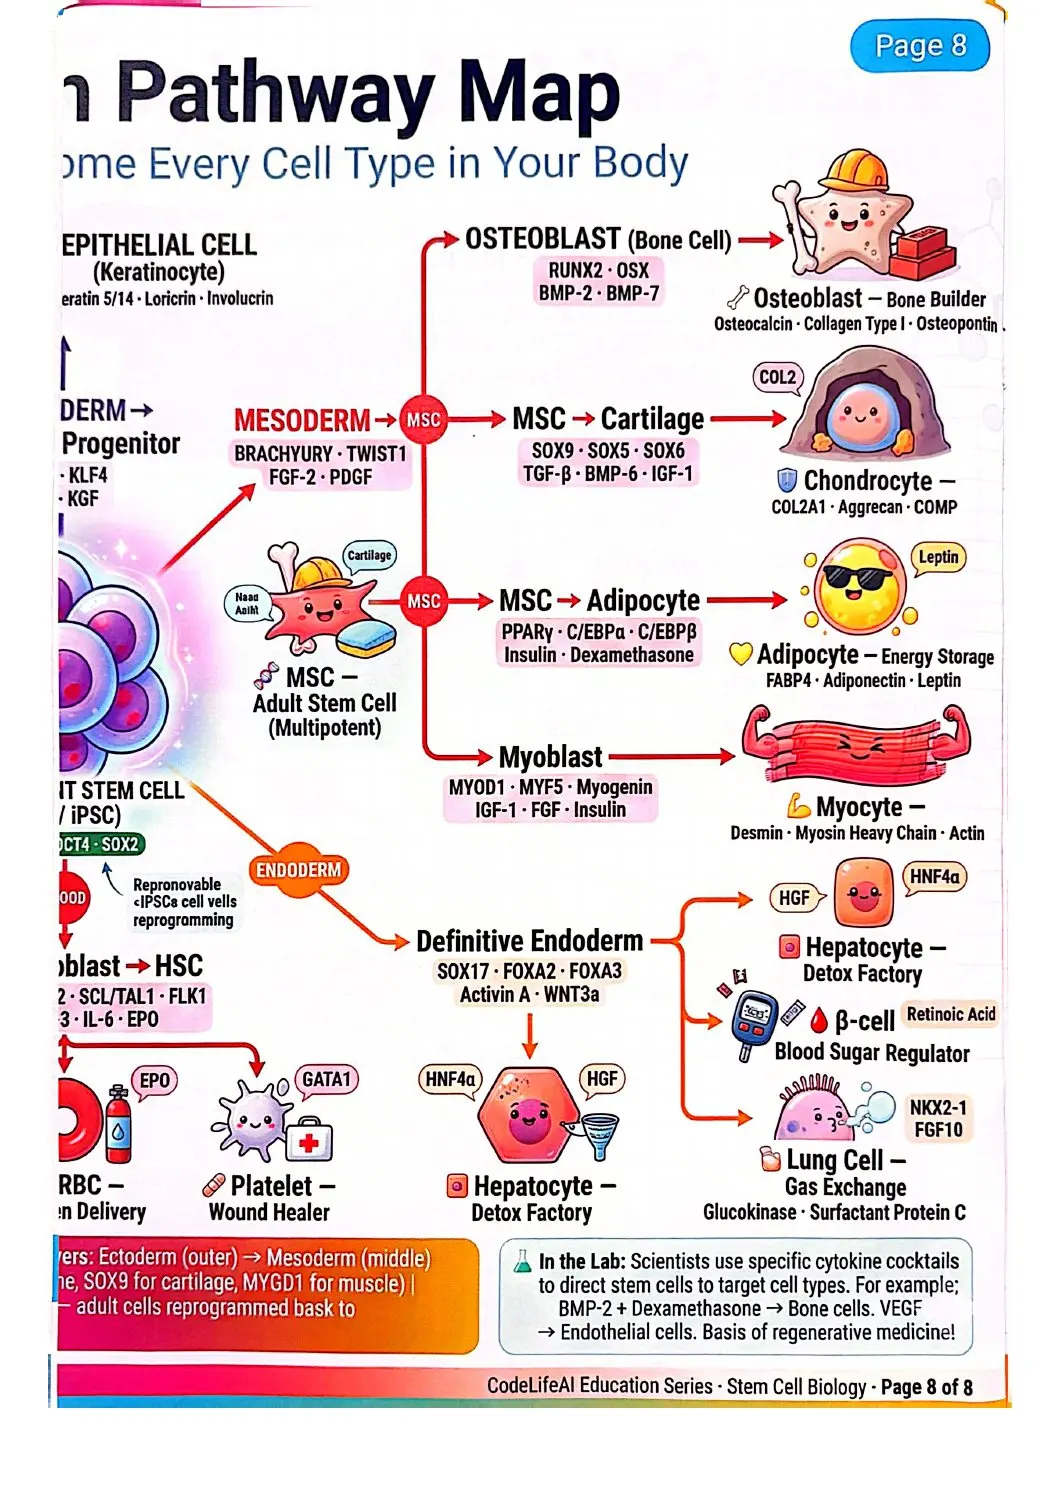 Page 8
n Pathway Map
ome Every Cell Type in Your Body
EPITHELIAL CELL
(Keratinocyte)
eratin 5/14 · Loricrin · Involucrin
DERM→
Progenitor
· KLF4
· KGF
MESODERM
BRACHYURY · TWIST1
FGF-2 · PDGF
MSC
OSTEOBLAST (Bone Cell)
RUNX2 · OSX
BMP-2 · BMP-7
Osteoblast – Bone Builder
Osteocalcin · Collagen Type I · Osteopontin
MSC → Cartilage
SOX9 · SOX5 · SOX6
TGF-β · BMP-6 · IGF-1
COL2
Chondrocyte –
COL2A1 · Aggrecan · COMP
Cartilage
Naaa
MSC –
Adult Stem Cell
(Multipotent)
MSC
MSC → Adipocyte
PPARγ · C/EBPα · C/EBPβ
Insulin · Dexamethasone
Leptin
Adipocyte – Energy Storage
FABP4 · Adiponectin · Leptin
Myoblast
MYOD1 · MYF5 · Myogenin
IGF-1 · FGF · Insulin
Myocyte –
Desmin · Myosin Heavy Chain · Actin
NT STEM CELL
/ iPSC)
OCT4 · SOX2
Repronovable
<iPSCs cell vells
reprogramming
OOD
oblast → HSC
2 · SCL/TAL1 · FLK1
3 · IL-6 · EPO
EPO
RBC –
en Delivery
GATA1
Platelet –
Wound Healer
ENDODERM
Definitive Endoderm
SOX17 · FOXA2 · FOXA3
Activin A · WNT3a
HNF4α
HGF
Hepatocyte –
Detox Factory
HGF
HNF4α
Hepatocyte –
Detox Factory
β-cell
Retinoic Acid
Blood Sugar Regulator
NKX2-1
FGF10
Lung Cell –
Gas Exchange
Glucokinase · Surfactant Protein C
yers: Ectoderm (outer) → Mesoderm (middle)
ne, SOX9 for cartilage, MYGD1 for muscle) |
– adult cells reprogrammed bask to
In the Lab: Scientists use specific cytokine cocktails
to direct stem cells to target cell types. For example;
BMP-2 + Dexamethasone → Bone cells. VEGF
→ Endothelial cells. Basis of regenerative medicine!
CodeLifeAI Education Series · Stem Cell Biology · Page 8 of 8